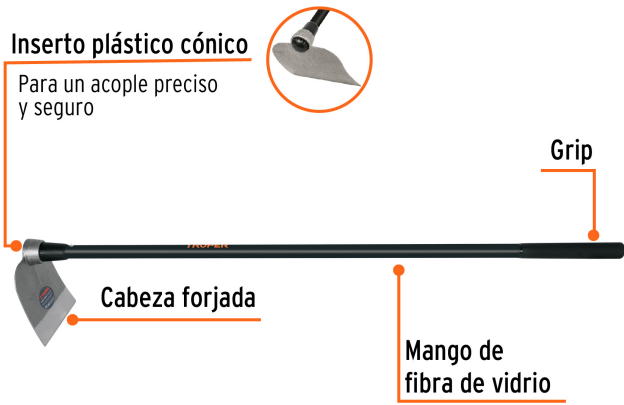 Inserto plástico cónico
Para un acople preciso
y seguro
Grip
TRUPER
Cabeza forjada
Mango de
fibra de vidrio